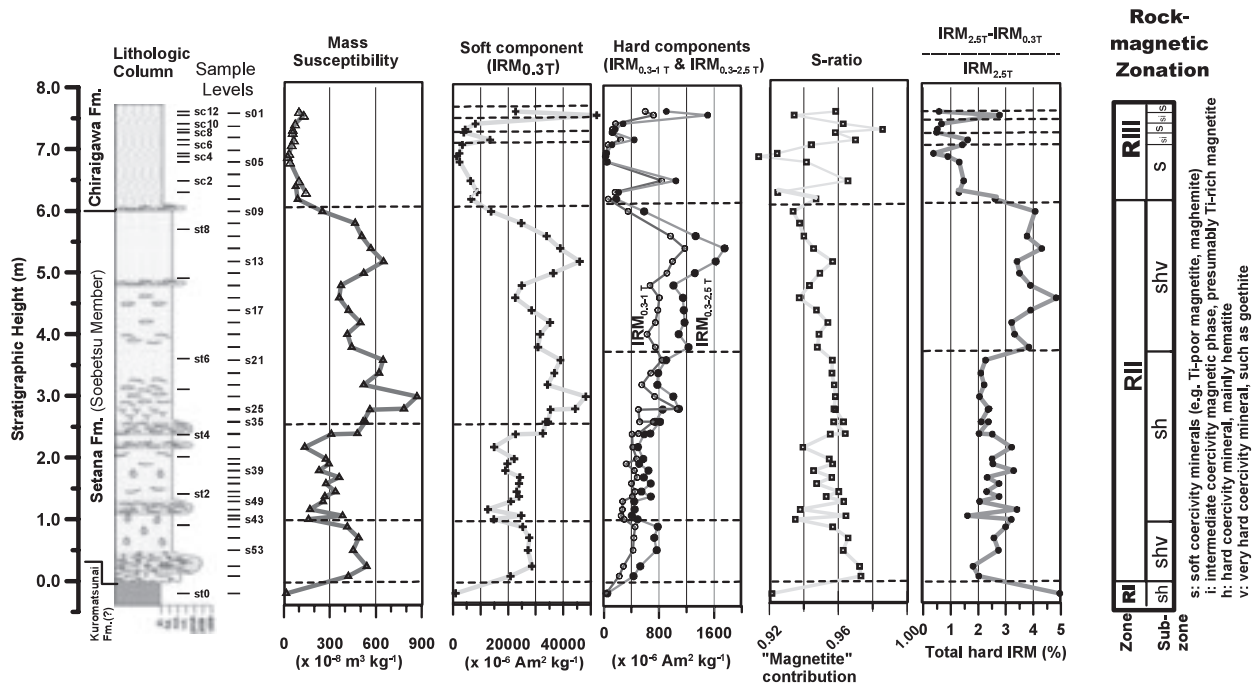 Lithologic
Column
Sample
Levels
Mass
Susceptibility
Soft component
(IRM0.3T)
Hard components
(IRM0.3-1 T & IRM0.3-2.5 T)
S-ratio
IRM2.5T-IRM0.3T
IRM2.5T
Rock-
magnetic
Zonation
Stratigraphic Height (m)
8.0
7.0
6.0
5.0
4.0
3.0
2.0
1.0
0.0
Chiraigawa Fm.
Setana Fm. (Soebetsu Member)
Kuromatsunai
Fm.(?)
sc12
sc10
sc8
sc6
sc4
sc2
st8
st6
st4
st2
st0
s01
s05
s09
s13
s17
s21
s25
s35
s39
s49
s43
s53
IRM0.3-1 T
IRM0.3-2.5 T
0 300 600 900
(x 10-8 m3 kg-1)
0 20000 40000
(x 10-6 Am2 kg-1)
0 800 1600
(x 10-6 Am2 kg-1)
0.92 0.96 1.00
"Magnetite"
contribution
0 1 2 3 4 5
Total hard IRM (%)
RIII
RII
RI
s
si
s
si
s
shv
sh
shv
sh
Zone
Sub-
zone
s: soft coercivity minerals (e.g. Ti-poor magnetite, maghemite)
i: intermediate coercivity magnetic phase, presumably Ti-rich magnetite
h: hard coercivity mineral, mainly hematite
v: very hard coercivity mineral, such as goethite